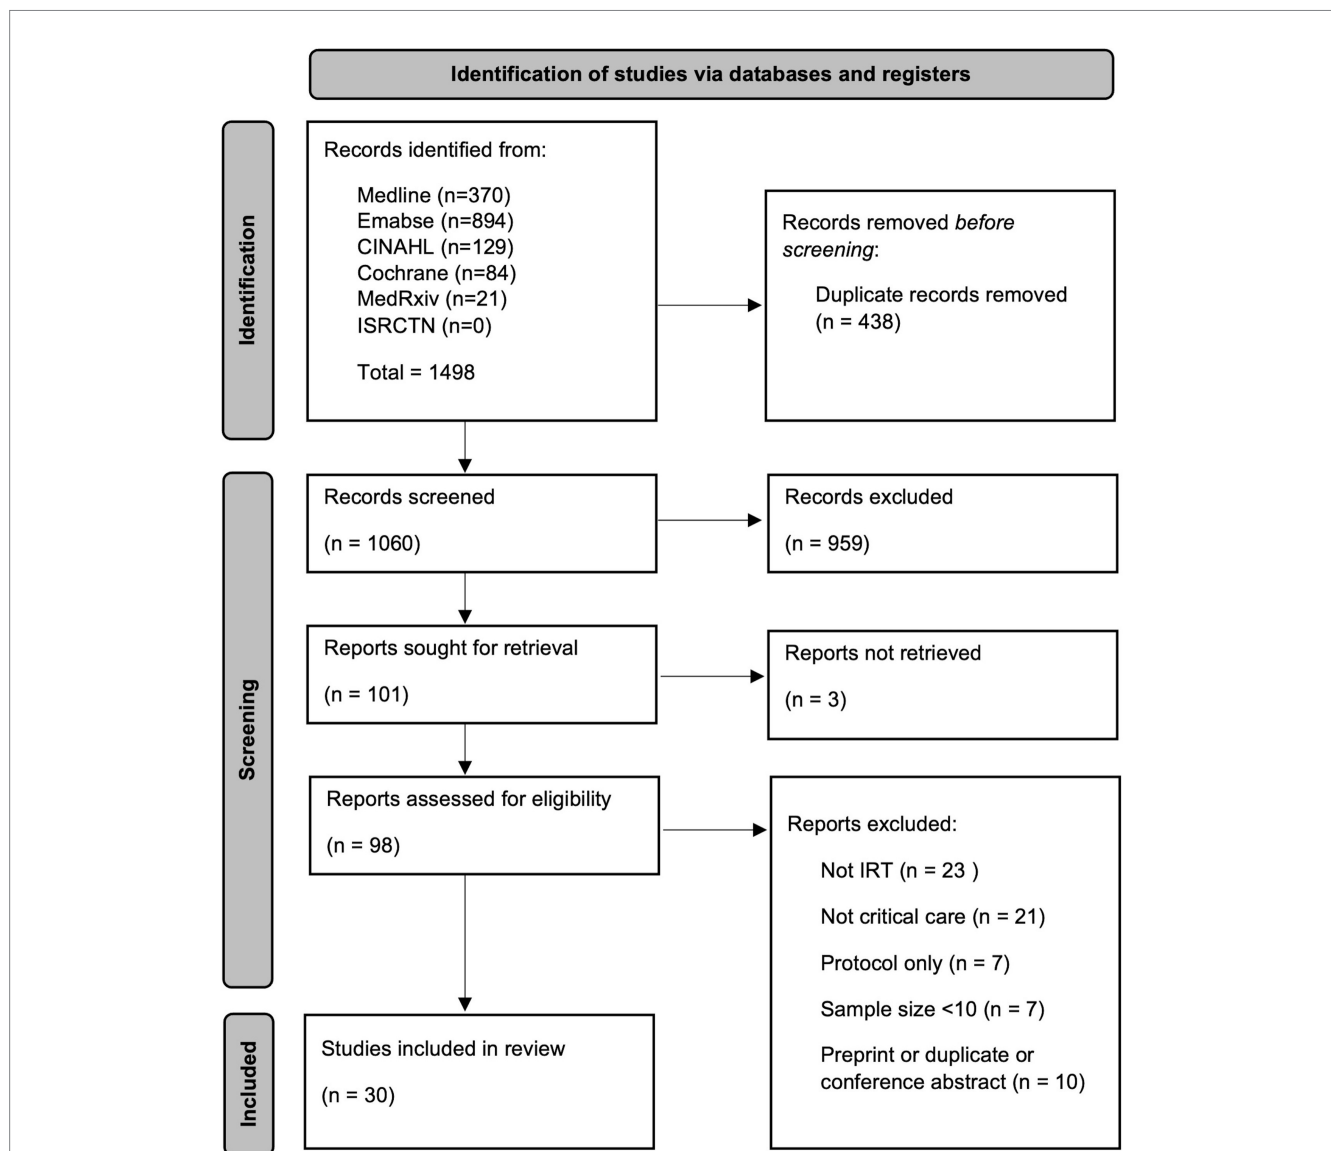 Identification of studies via databases and registers
Identification
Records identified from:
Medline (n=370)
Emabse (n=894)
CINAHL (n=129)
Cochrane (n=84)
MedRxiv (n=21)
ISRCTN (n=0)
Total = 1498
Records removed before
screening:
Duplicate records removed
(n = 438)
Screening
Records screened
(n = 1060)
Records excluded
(n = 959)
Reports sought for retrieval
(n = 101)
Reports not retrieved
(n = 3)
Reports assessed for eligibility
(n = 98)
Reports excluded:
Not IRT (n = 23 )
Not critical care (n = 21)
Protocol only (n = 7)
Sample size <10 (n = 7)
Preprint or duplicate or
conference abstract (n = 10)
Included
Studies included in review
(n = 30)